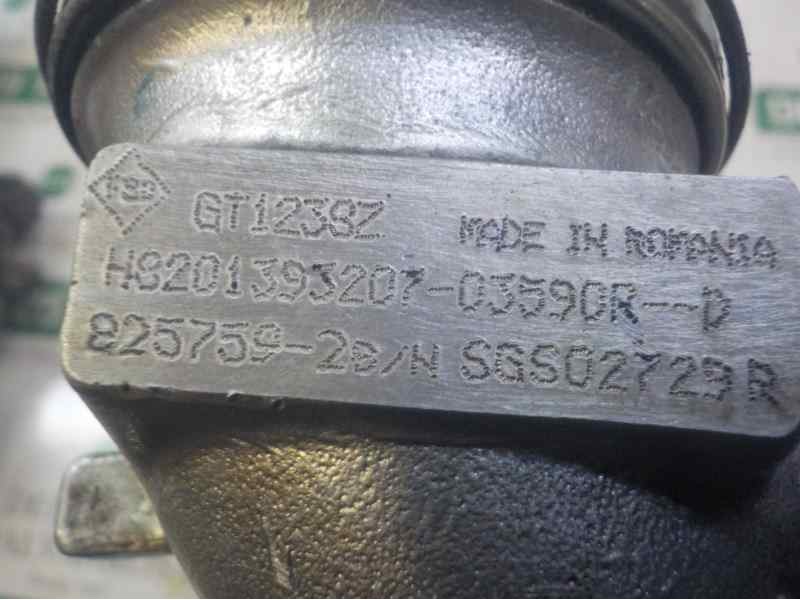 GT1238Z MADE IN ROMANIA
H8201393207-03590R--D
825759-2 S/N SGS02729R